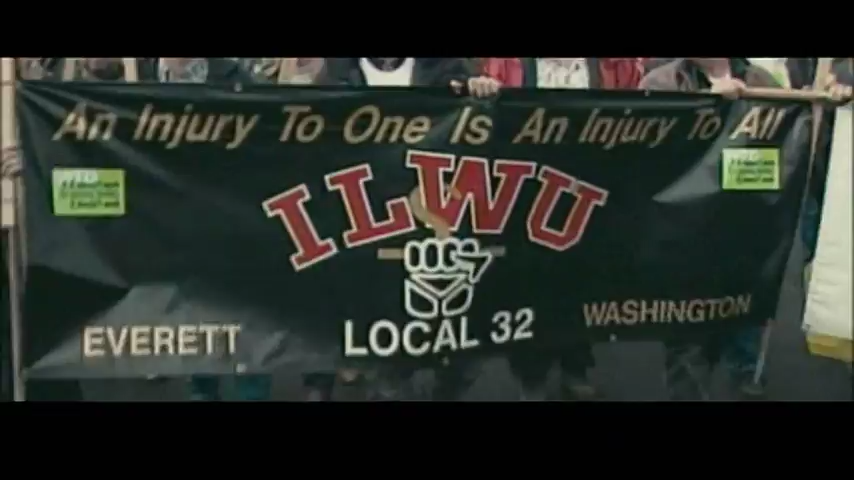 An Injury To One Is An Injury To All
ILWU
LOCAL 32
EVERETT
WASHINGTON